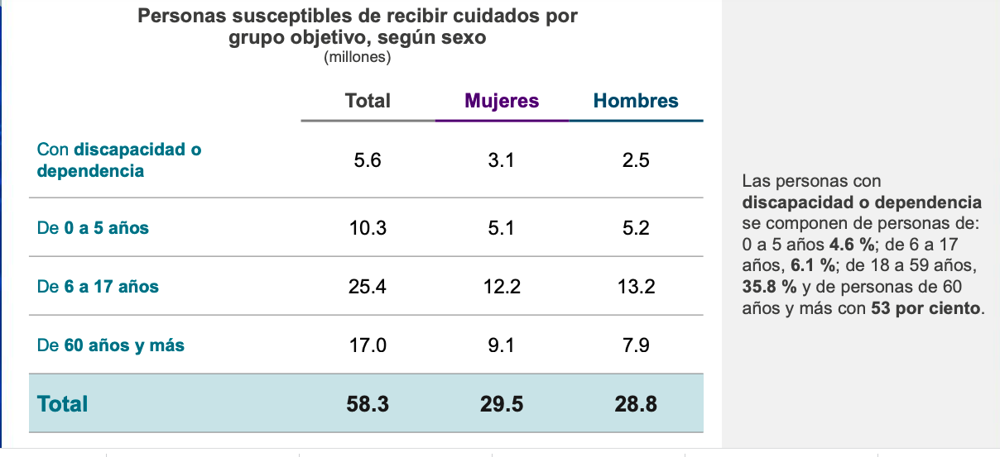 Personas susceptibles de recibir cuidados por
grupo objetivo, según sexo
(millones)
Total Mujeres Hombres
Con discapacidad o
dependencia
5.6 3.1 2.5
De 0 a 5 años 10.3 5.1 5.2
De 6 a 17 años 25.4 12.2 13.2
De 60 años y más 17.0 9.1 7.9
Total 58.3 29.5 28.8
Las personas con
discapacidad o dependencia
se componen de personas de:
0 a 5 años 4.6 %; de 6 a 17
años, 6.1 %; de 18 a 59 años,
35.8 % y de personas de 60
años y más con 53 por ciento.